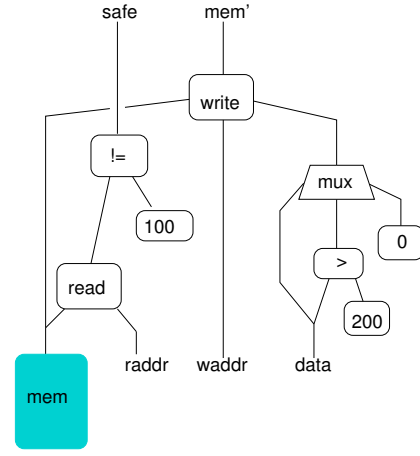 safe
mem'
write
!=
mux
100
0
>
read
200
raddr
waddr
data
mem